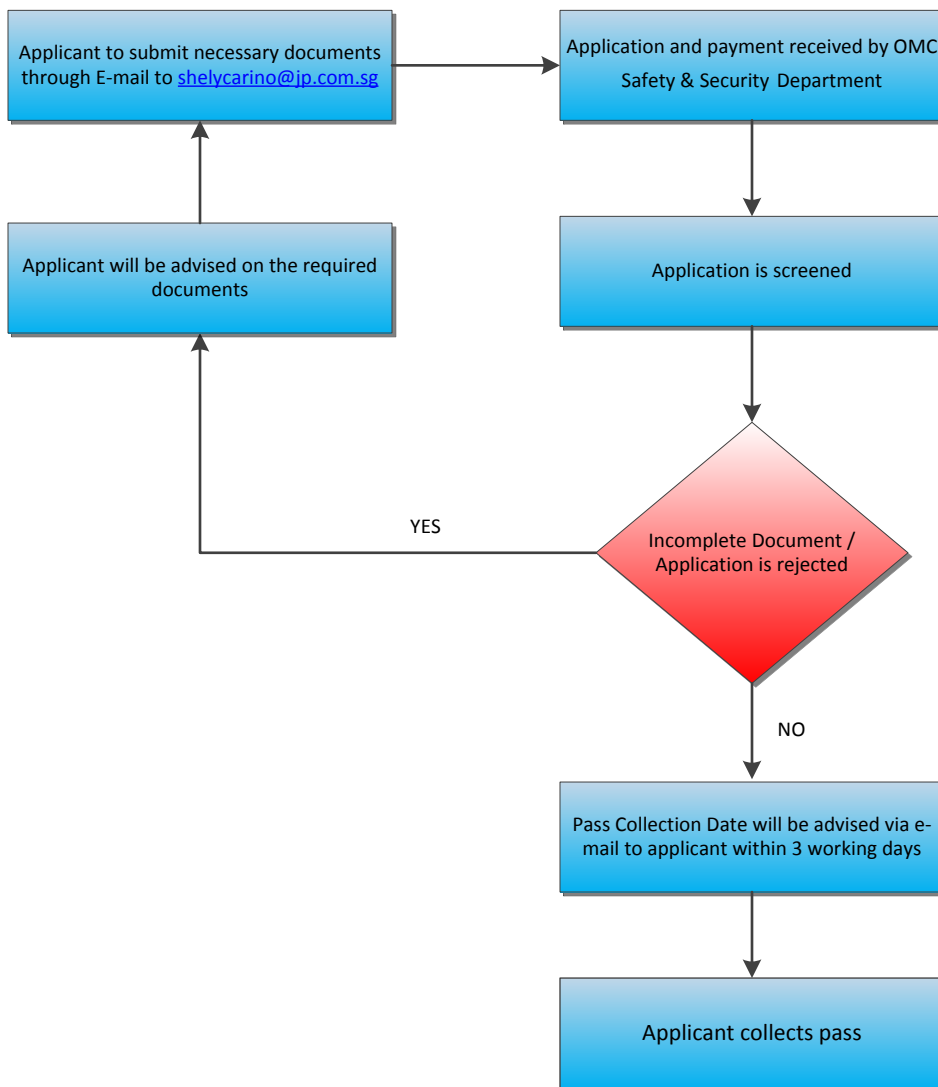 Applicant to submit necessary documents
through E-mail to shelycarino@jp.com.sg
Application and payment received by OMC
Safety & Security Department
Applicant will be advised on the required
documents
Application is screened
YES
Incomplete Document /
Application is rejected
NO
Pass Collection Date will be advised via e-
mail to applicant within 3 working days
Applicant collects pass